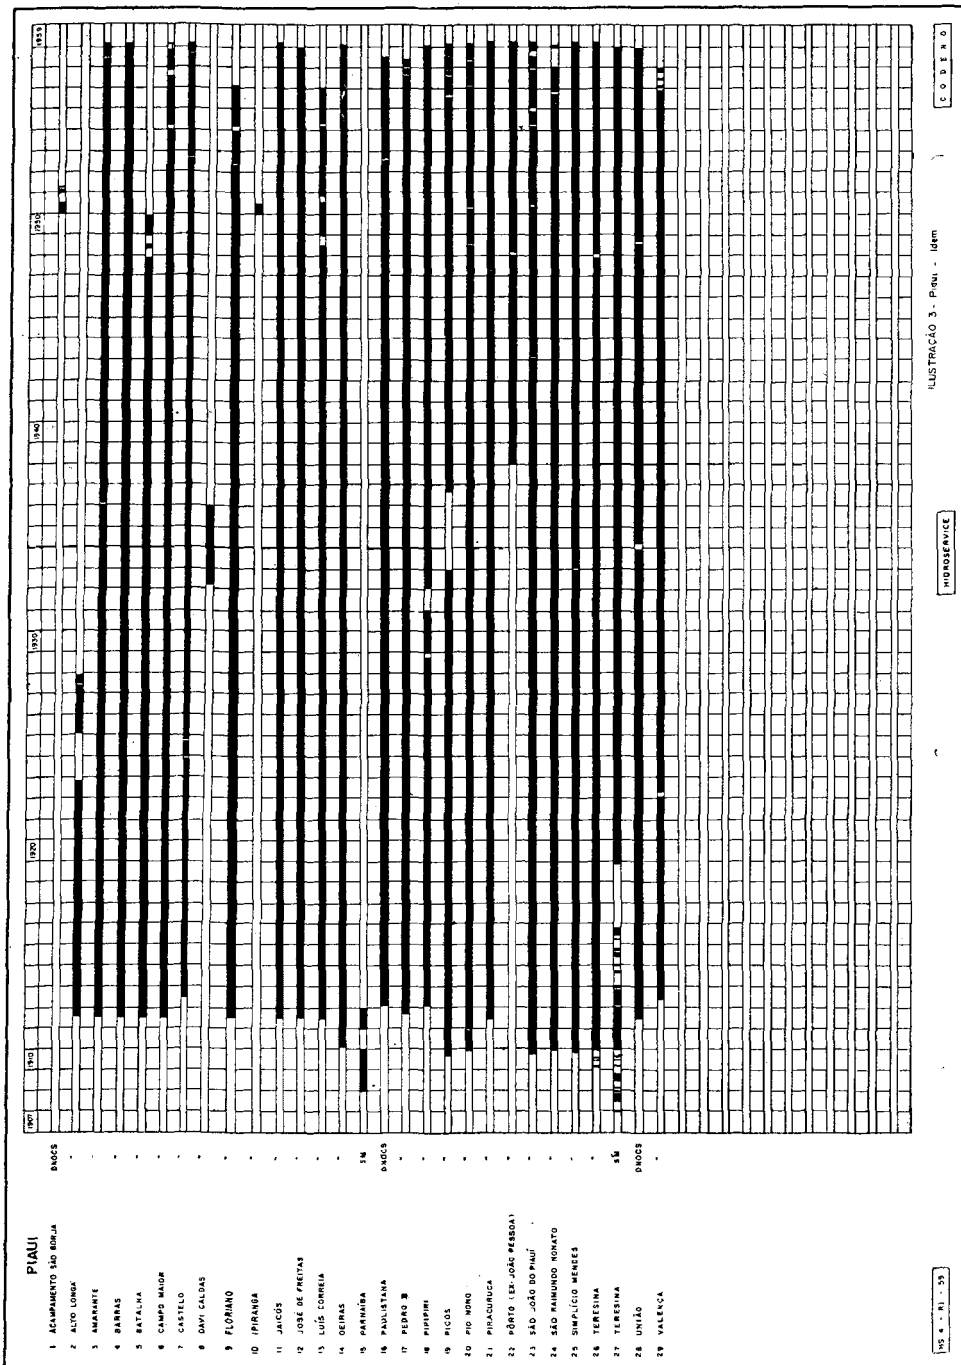 PIAUI
1907 1910 1920 1930 1940 1950 1959
1 ACAMPAMENTO SÃO BORJA DNOCS
2 ALTO LONGÁ "
3 AMARANTE "
4 BARRAS "
5 BATALHA "
6 CAMPO MAIOR "
7 CASTELO "
8 DAVI CALDAS "
9 FLORIANO "
10 IPIRANGA "
11 JAICÓS "
12 JOSÉ DE FREITAS "
13 LUÍS CORREIA "
14 OEIRAS "
15 PARNAÍBA SM
16 PAULISTANA DNOCS
17 PEDRO II "
18 PIPIPIRI "
19 PICOS "
20 PIO NONO "
21 PIRACURUCA "
22 PÔRTO (EX-JOÃO PESSOA) "
23 SÃO JOÃO DO PIAUÍ "
24 SÃO RAIMUNDO NONATO "
25 SIMPLÍCIO MENDES "
26 TERESINA "
27 TERESINA SM
28 UNIÃO DNOCS
29 VALENÇA "
ILUSTRAÇÃO 3 - Piauí - Idem
HS 4 - R1 - 59
HIDROSERVICE
CODENO